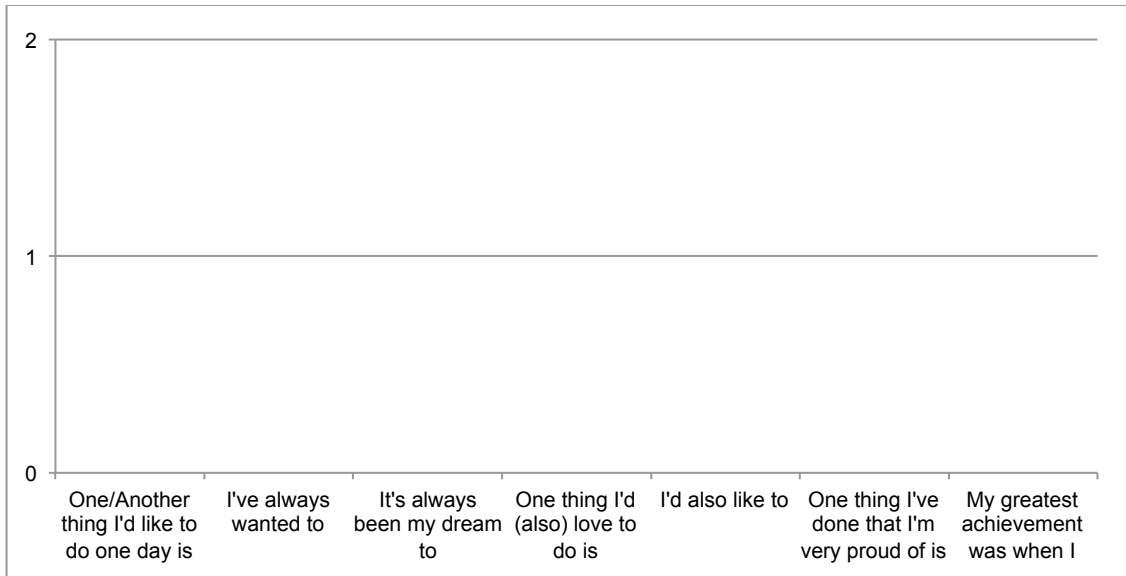 2
1
0
One/Another
thing I'd like to
do one day is
I've always
wanted to
It's always
been my dream
to
One thing I'd
(also) love to
do is
I'd also like to
One thing I've
done that I'm
very proud of is
My greatest
achievement
was when I